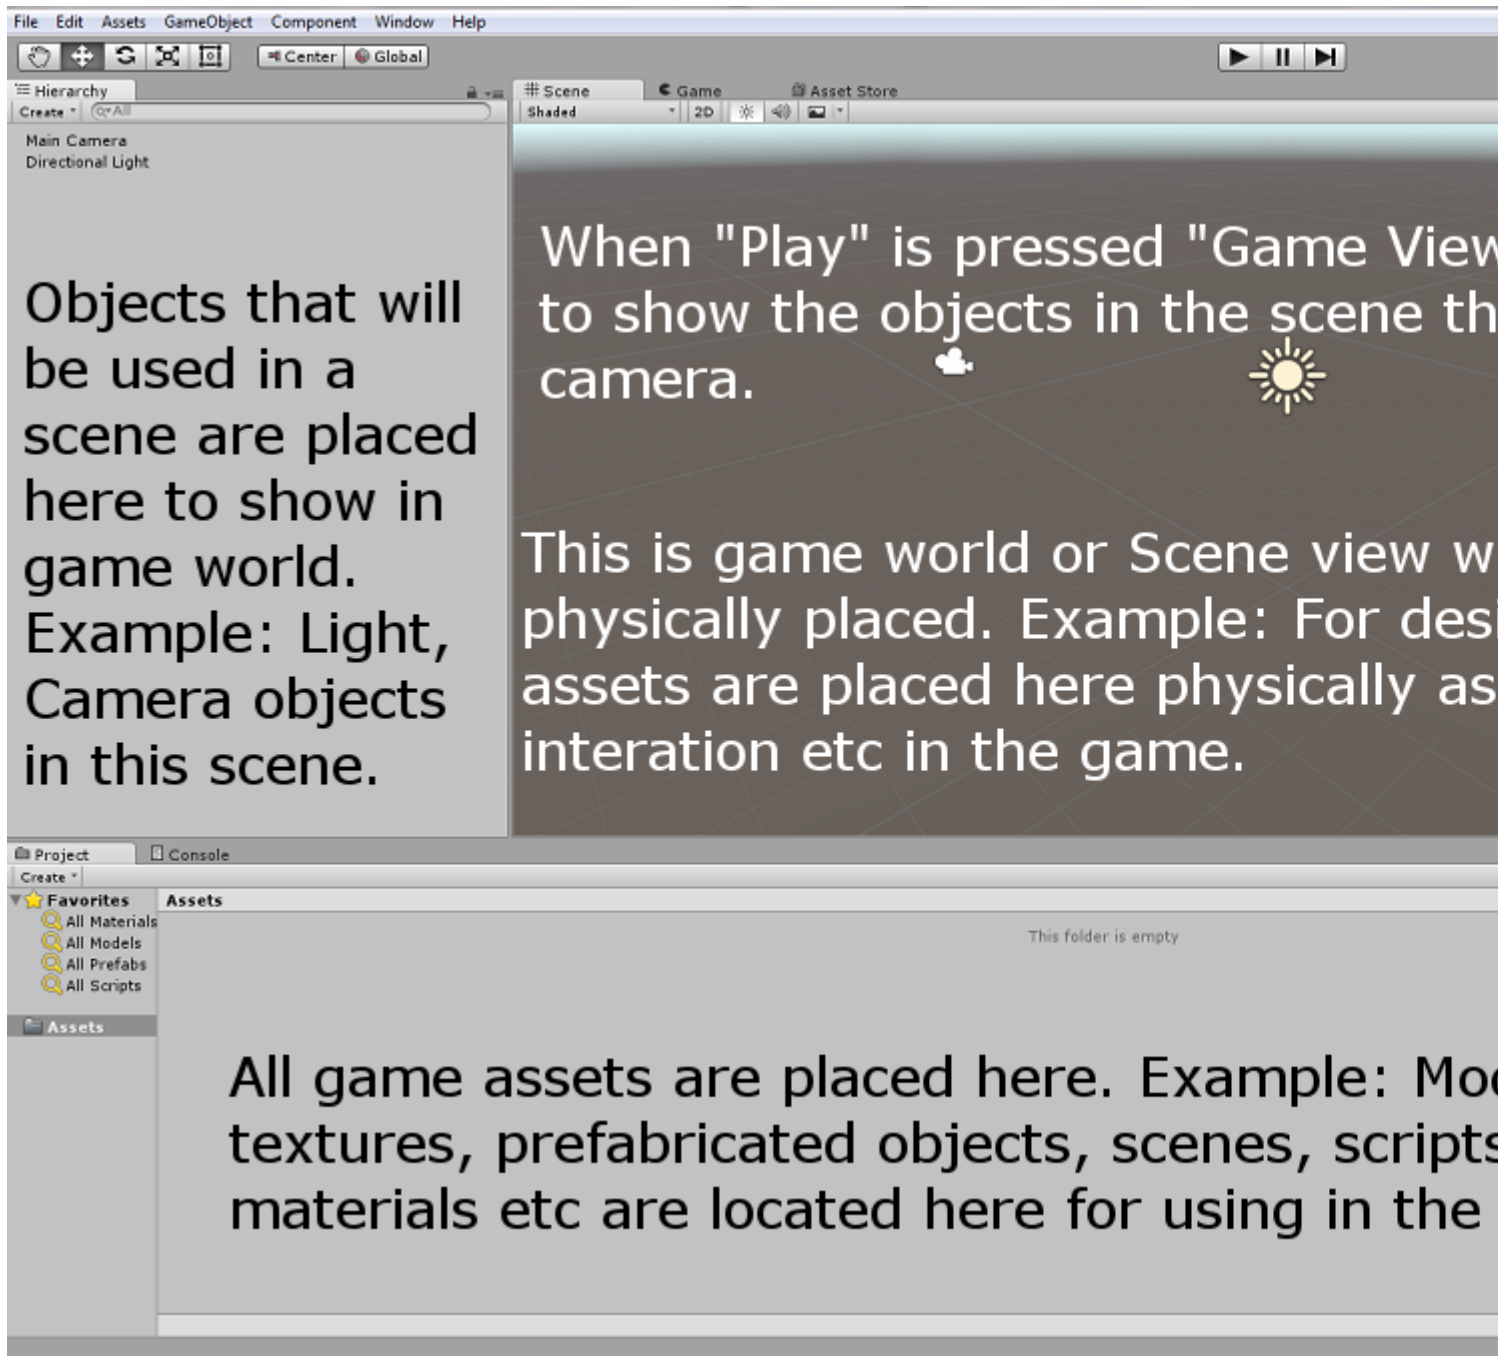 File Edit Assets GameObject Component Window Help
Center Global
Hierarchy
Create All
Main Camera
Directional Light
Objects that will
be used in a
scene are placed
here to show in
game world.
Example: Light,
Camera objects
in this scene.
Scene Game Asset Store
Shaded 2D
When "Play" is pressed "Game View
to show the objects in the scene th
camera.
This is game world or Scene view w
physically placed. Example: For desi
assets are placed here physically as
interation etc in the game.
Project Console
Create
Favorites
All Materials
All Models
All Prefabs
All Scripts
Assets
Assets
This folder is empty
All game assets are placed here. Example: Mod
textures, prefabricated objects, scenes, scripts
materials etc are located here for using in the